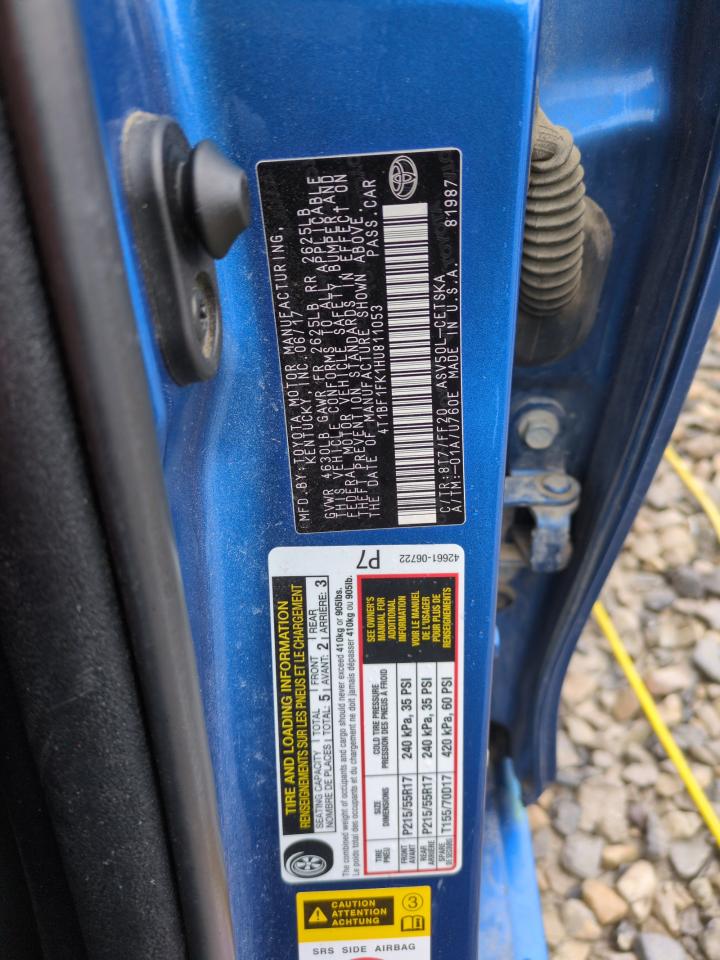 MFD.BY:TOYOTA MOTOR MANUFACTURING,
KENTUCKY, INC.06/17
GVWR 4630LB GAWR FR 2625LB RR 2625LB
THIS VEHICLE CONFORMS TO ALL APPLICABLE
FEDERAL MOTOR VEHICLE SAFETY, BUMPER AND
THEFT PREVENTION STANDARDS IN EFFECT ON
THE DATE OF MANUFACTURE SHOWN ABOVE.
4T1BF1FK1HU811053 PASS.CAR
C/TR:8T7/FF20 ASV50L-CETSKA
A/TM:-01A/U760E MADE IN U.S.A. 81987
42661-06722
P7
TIRE AND LOADING INFORMATION
RENSEIGNEMENTS SUR LES PNEUS ET LE CHARGEMENT
SEATING CAPACITY TOTAL 5 FRONT 2 REAR 3
NOMBRE DE PLACES TOTAL: AVANT: ARRIÈRE:
The combined weight of occupants and cargo should never exceed 410kg or 905lbs.
Le poids total des occupants et du chargement ne doit jamais dépasser 410kg ou 905lb.
TIRE PNEU SIZE DIMENSIONS COLD TIRE PRESSURE PRESSION DES PNEUS À FROID
FRONT AVANT P215/55R17 240 kPa, 35 PSI
REAR ARRIÈRE P215/55R17 240 kPa, 35 PSI
SPARE DE SECOURS T155/70D17 420 kPa, 60 PSI
SEE OWNER'S
MANUAL FOR
ADDITIONAL
INFORMATION
VOIR LE MANUEL
DE L'USAGER
POUR PLUS DE
RENSEIGNEMENTS
CAUTION
ATTENTION
ACHTUNG
3
SRS SIDE AIRBAG